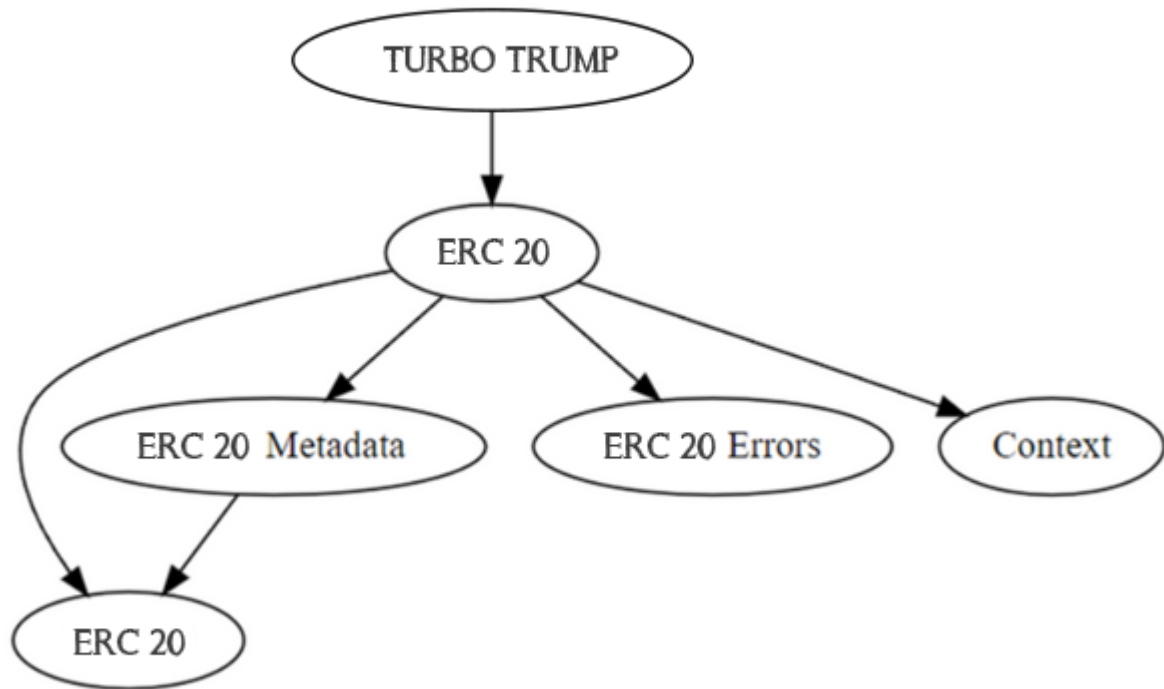 TURBO TRUMP
ERC 20
ERC 20 Metadata
ERC 20 Errors
Context
ERC 20